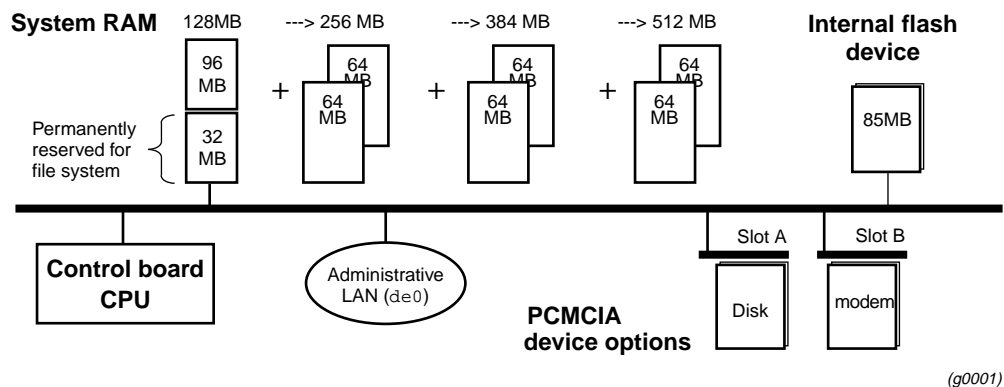 System RAM
128MB
---> 256 MB
---> 384 MB
---> 512 MB
Internal flash
device
96
MB
32
MB
Permanently
reserved for
file system
+
64
MB
64
MB
+
64
MB
64
MB
+
64
MB
64
MB
85MB
Control board
CPU
Administrative
LAN (de0)
PCMCIA
device options
Slot A
Disk
Slot B
modem
(g0001)